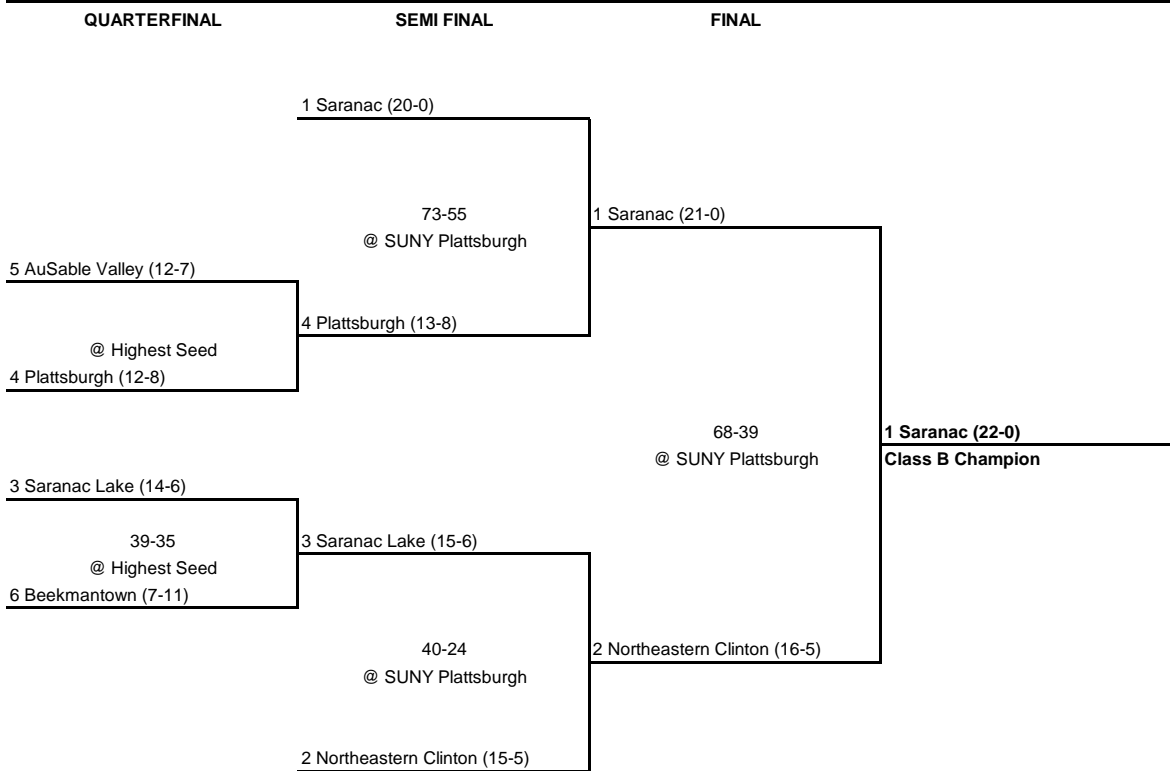 QUARTERFINAL SEMI FINAL FINAL
1 Saranac (20-0)
73-55
@ SUNY Plattsburgh
1 Saranac (21-0)
5 AuSable Valley (12-7)
4 Plattsburgh (13-8)
@ Highest Seed
4 Plattsburgh (12-8)
68-39
@ SUNY Plattsburgh
1 Saranac (22-0)
Class B Champion
3 Saranac Lake (14-6)
39-35
@ Highest Seed
3 Saranac Lake (15-6)
6 Beekmantown (7-11)
40-24
@ SUNY Plattsburgh
2 Northeastern Clinton (16-5)
2 Northeastern Clinton (15-5)